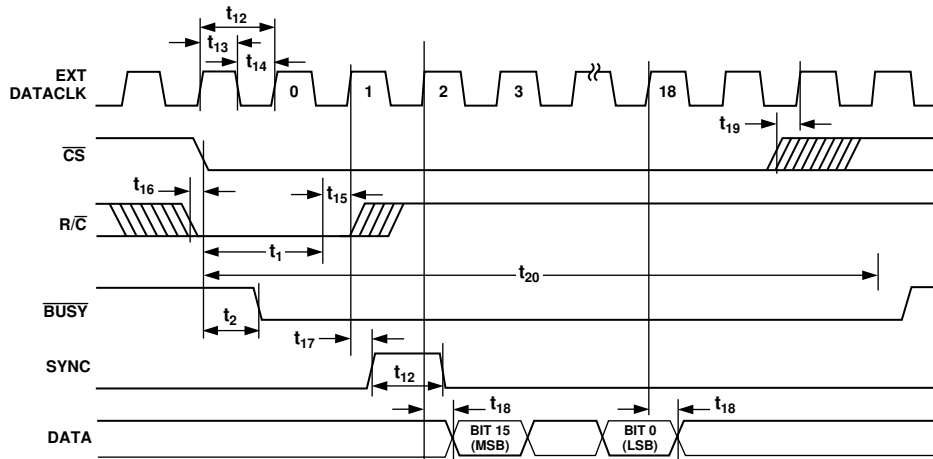 t12
t13
t14
EXT
DATACLK
0
1
2
3
18
t19
CS
t16
t15
R/C
t1
t20
BUSY
t2
t17
SYNC
t12
t18
t18
DATA
BIT 15
(MSB)
BIT 0
(LSB)